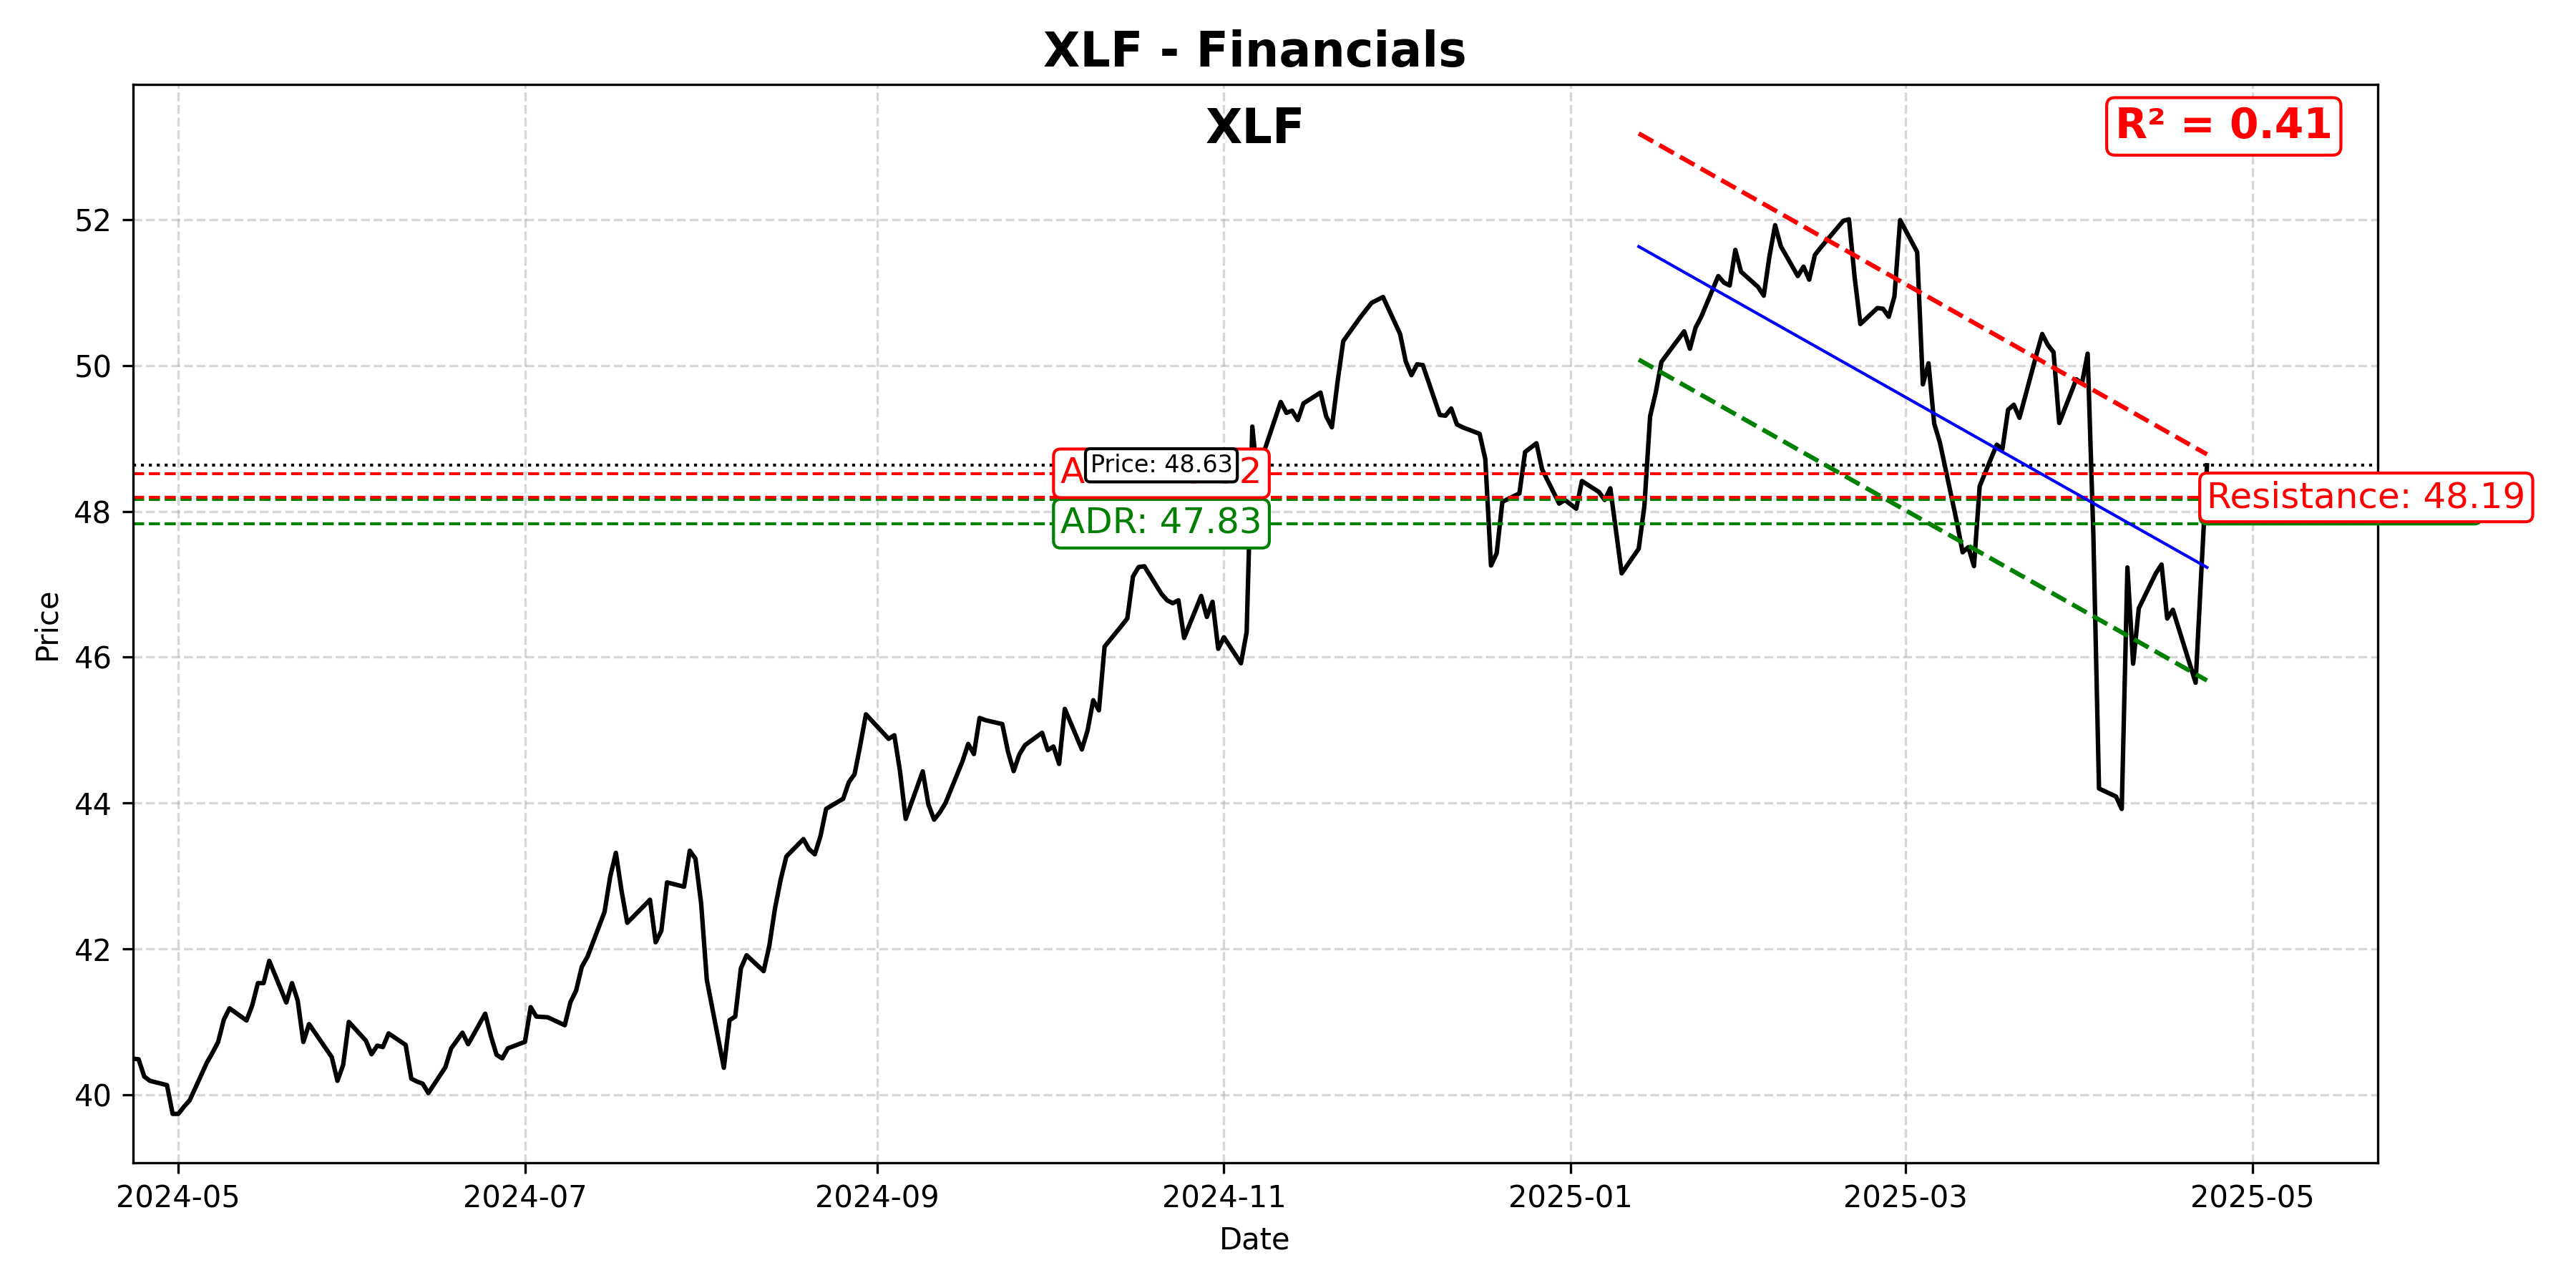 XLF - Financials
XLF
R² = 0.41
52
50
48
46
44
42
40
Price
Price: 48.63
ADR: 47.83
Resistance: 48.19
2024-05
2024-07
2024-09
2024-11
2025-01
2025-03
2025-05
Date